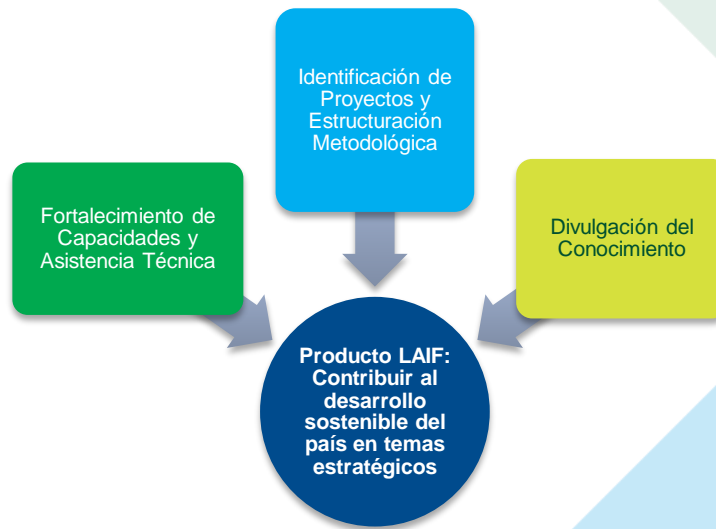 Identificación de
Proyectos y
Estructuración
Metodológica
Fortalecimiento de
Capacidades y
Asistencia Técnica
Divulgación del
Conocimiento
Producto LAIF:
Contribuir al
desarrollo
sostenible del
país en temas
estratégicos